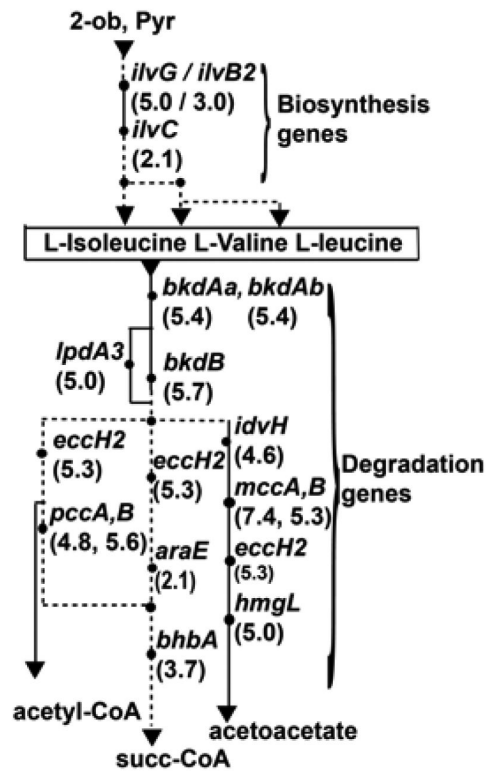 2-ob, Pyr
ilvG / ilvB2
(5.0 / 3.0)
ilvC
(2.1)
Biosynthesis
genes
L-Isoleucine L-Valine L-leucine
bkdAa, bkdAb
(5.4) (5.4)
lpdA3
(5.0)
bkdB
(5.7)
eccH2
(5.3)
eccH2
(5.3)
idvH
(4.6)
pccA,B
(4.8, 5.6)
mccA,B
(7.4, 5.3)
araE
(2.1)
eccH2
(5.3)
hmgL
(5.0)
bhbA
(3.7)
Degradation
genes
acetyl-CoA
succ-CoA
acetoacetate